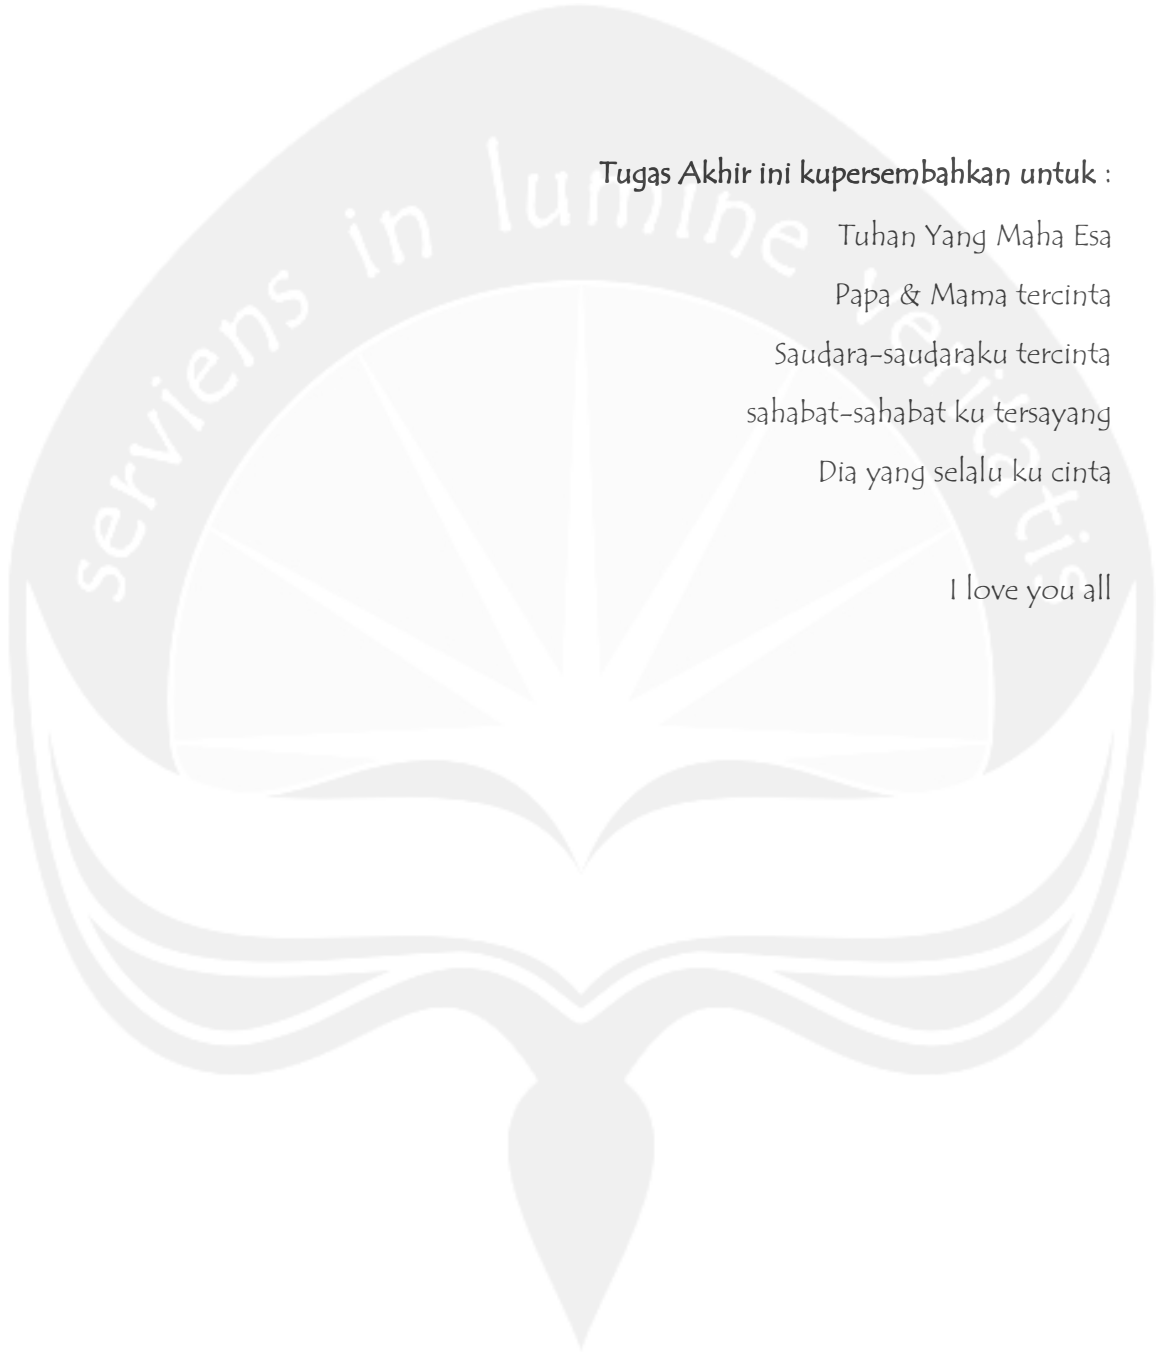 Tugas Akhir ini kupersembahkan untuk :
Tuhan Yang Maha Esa
Papa & Mama tercinta
Saudara-saudaraku tercinta
sahabat-sahabat ku tersayang
Dia yang selalu ku cinta
I love you all
serviens in lumine veritatis